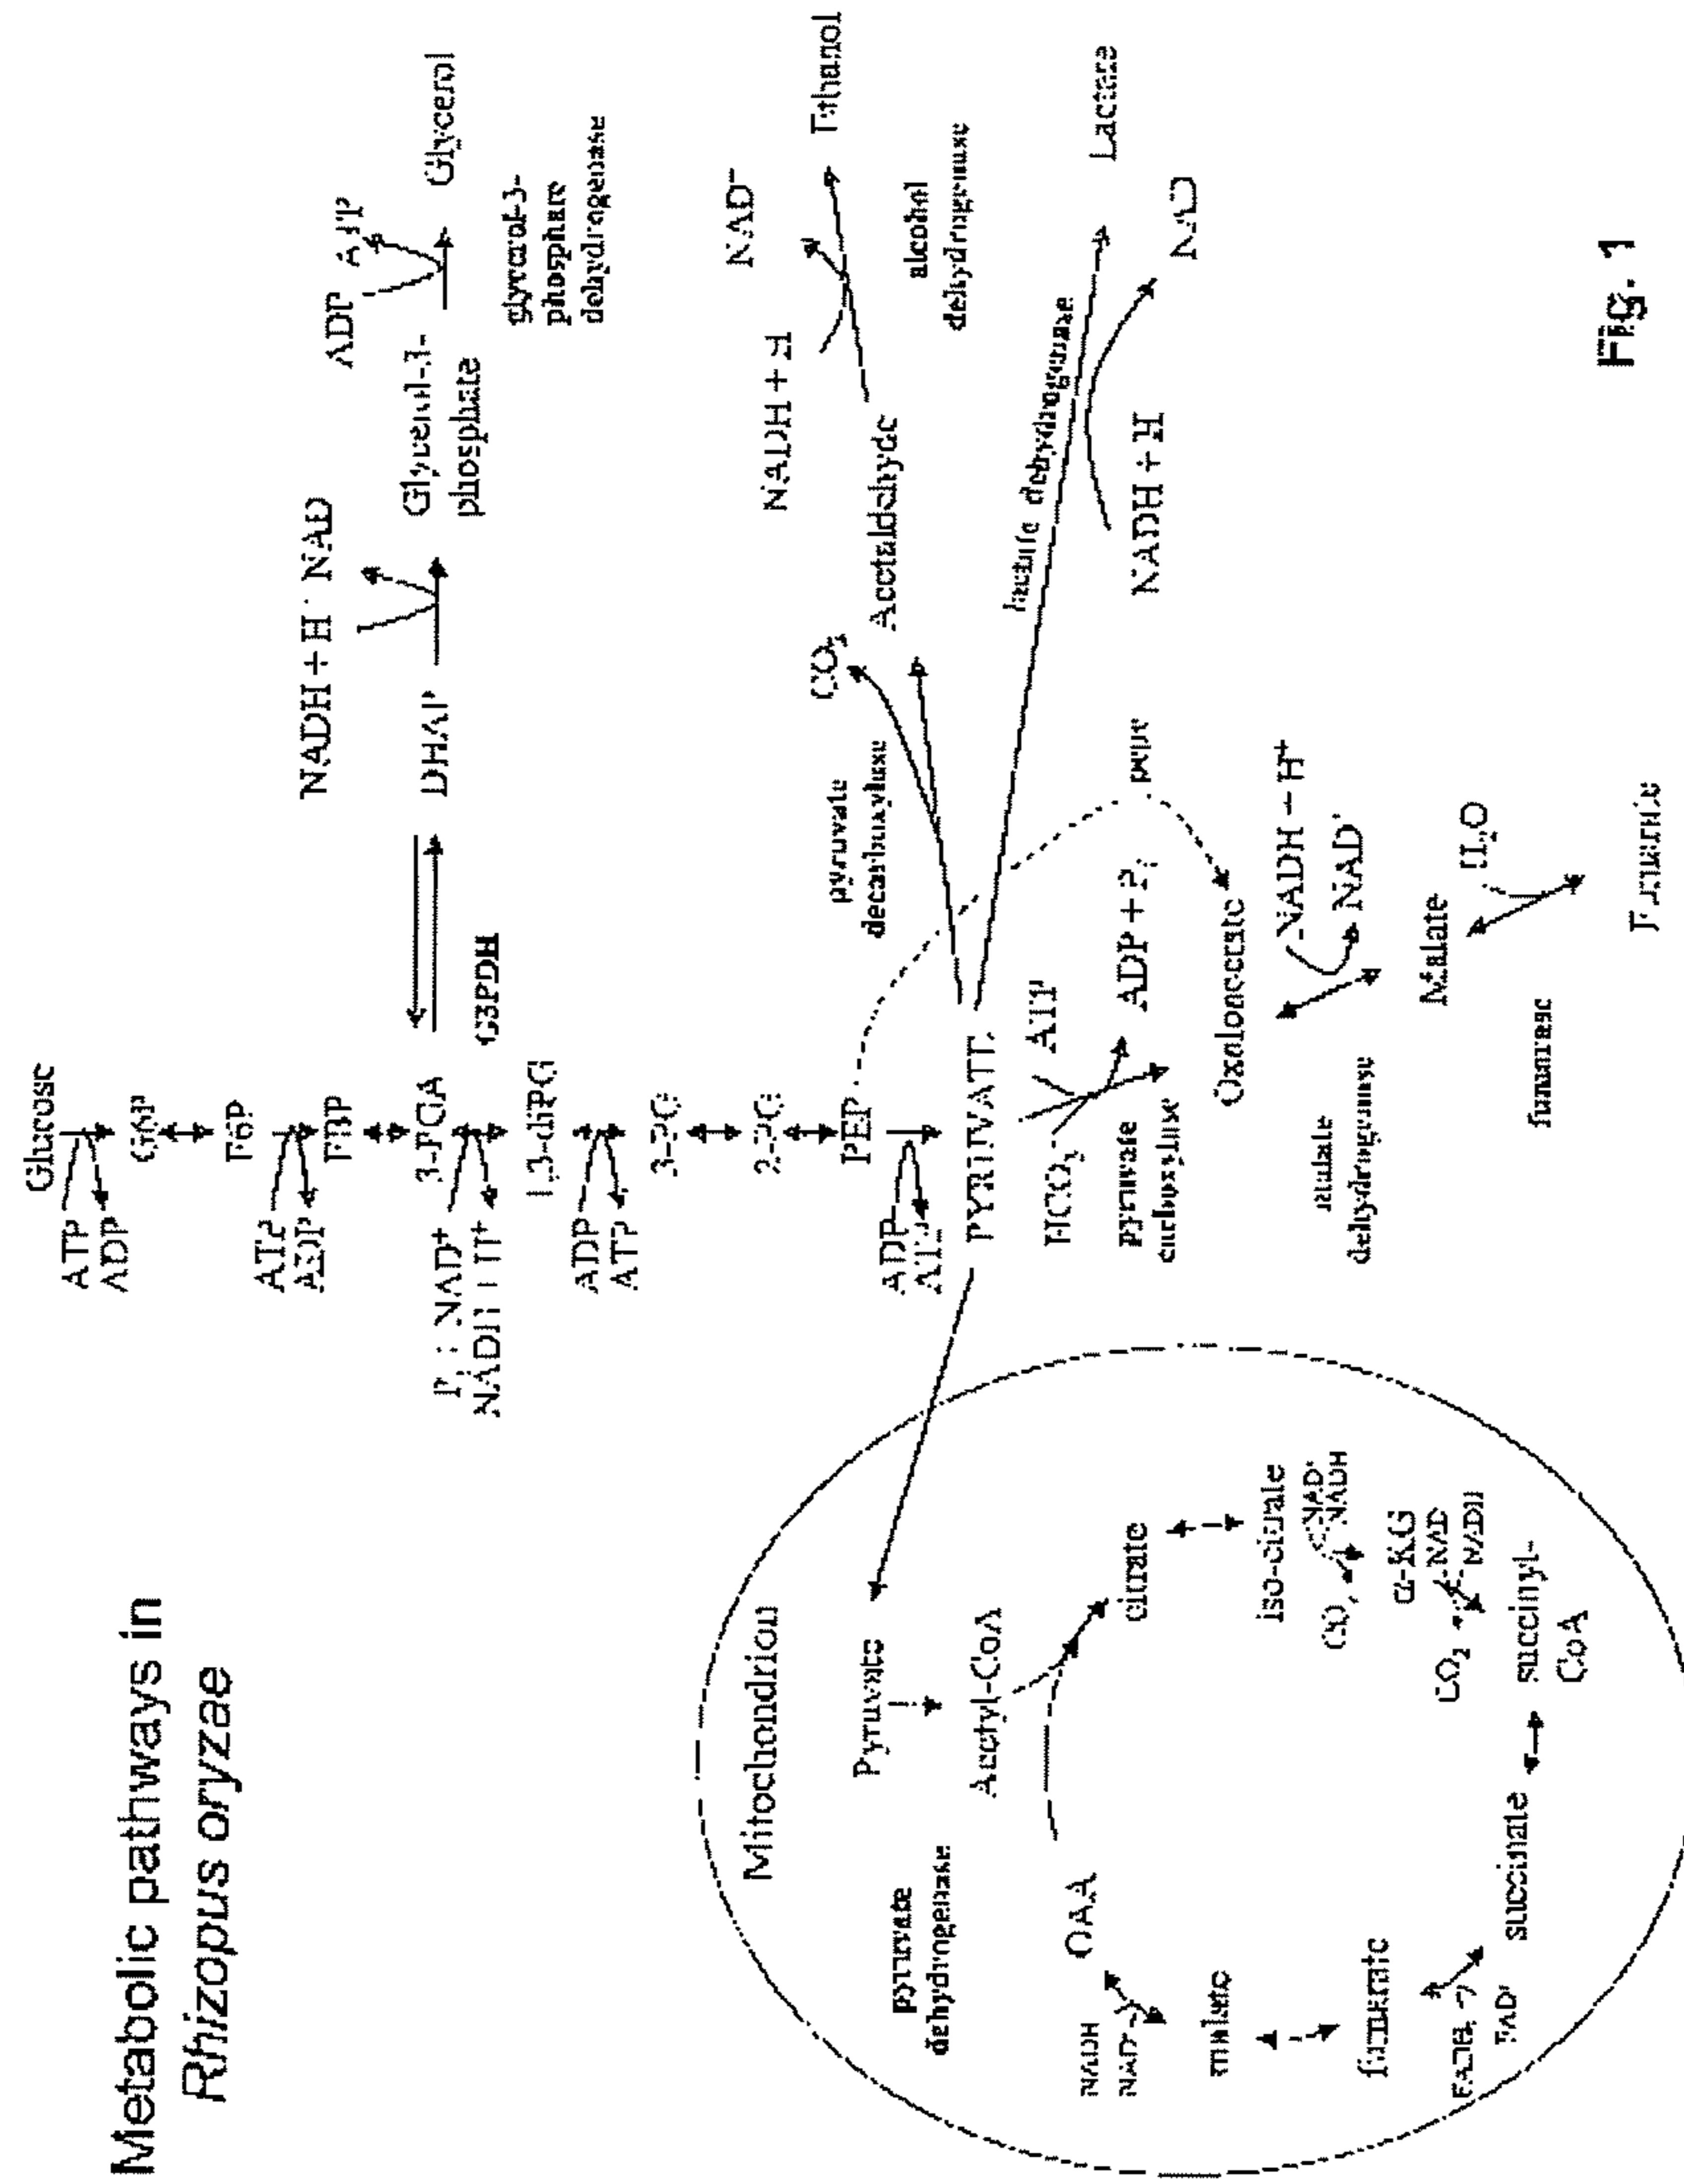 Metabolic pathways in
Rhizopus oryzae
Glucose
ATP
ADP
G6P
F6P
ATP
ADP
FBP
3-PGA
DHAP
NADH + H
NAD
Glycerol-3-
phosphate
ADP
ATP
Glycerol
glycerol-3-
phosphate
dehydrogenase
G3PDH
NAD+
1,3-diPG
ADP
ATP
3-PG
2-PG
PEP
ADP
ATP
PYRUVATE
pyruvate
decarboxylase
CO2
Acetaldehyde
NADH + H
NAD+
Ethanol
alcohol
dehydrogenase
lactate dehydrogenase
NADH + H
NAD
Lactate
HCO3-
ATP
ADP + Pi
pyruvate
carboxylase
pepc
Oxaloacetate
malate
dehydrogenase
NADH + H+
NAD+
Malate
fumarase
H2O
Fumarate
Mitochondrion
Pyruvate
pyruvate
dehydrogenase
Acetyl-CoA
OAA
citrate
iso-citrate
NAD+
NADH
CO2
α-KG
NAD
NADH
CO2
succinyl-
CoA
succinate
FAD+
fumarate
malate
NADH
NAD+
Fig. 1